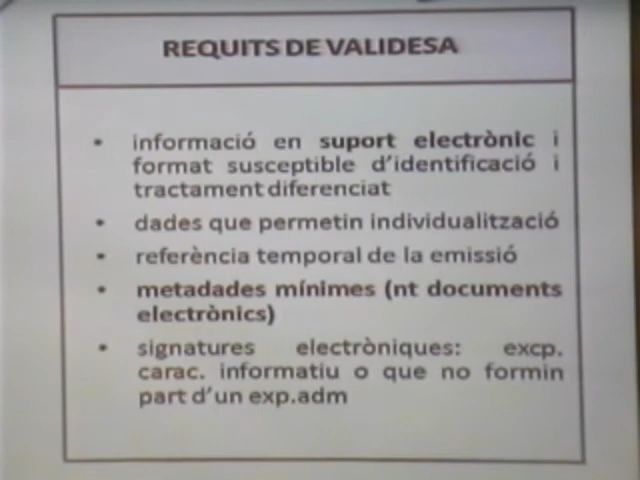 REQUITS DE VALIDESA
• informació en suport electrònic i
format susceptible d'identificació i
tractament diferenciat
• dades que permetin individualització
• referència temporal de la emissió
• metadades mínimes (nt documents
electrònics)
• signatures electròniques: excp.
carac. informatiu o que no formin
part d'un exp.adm